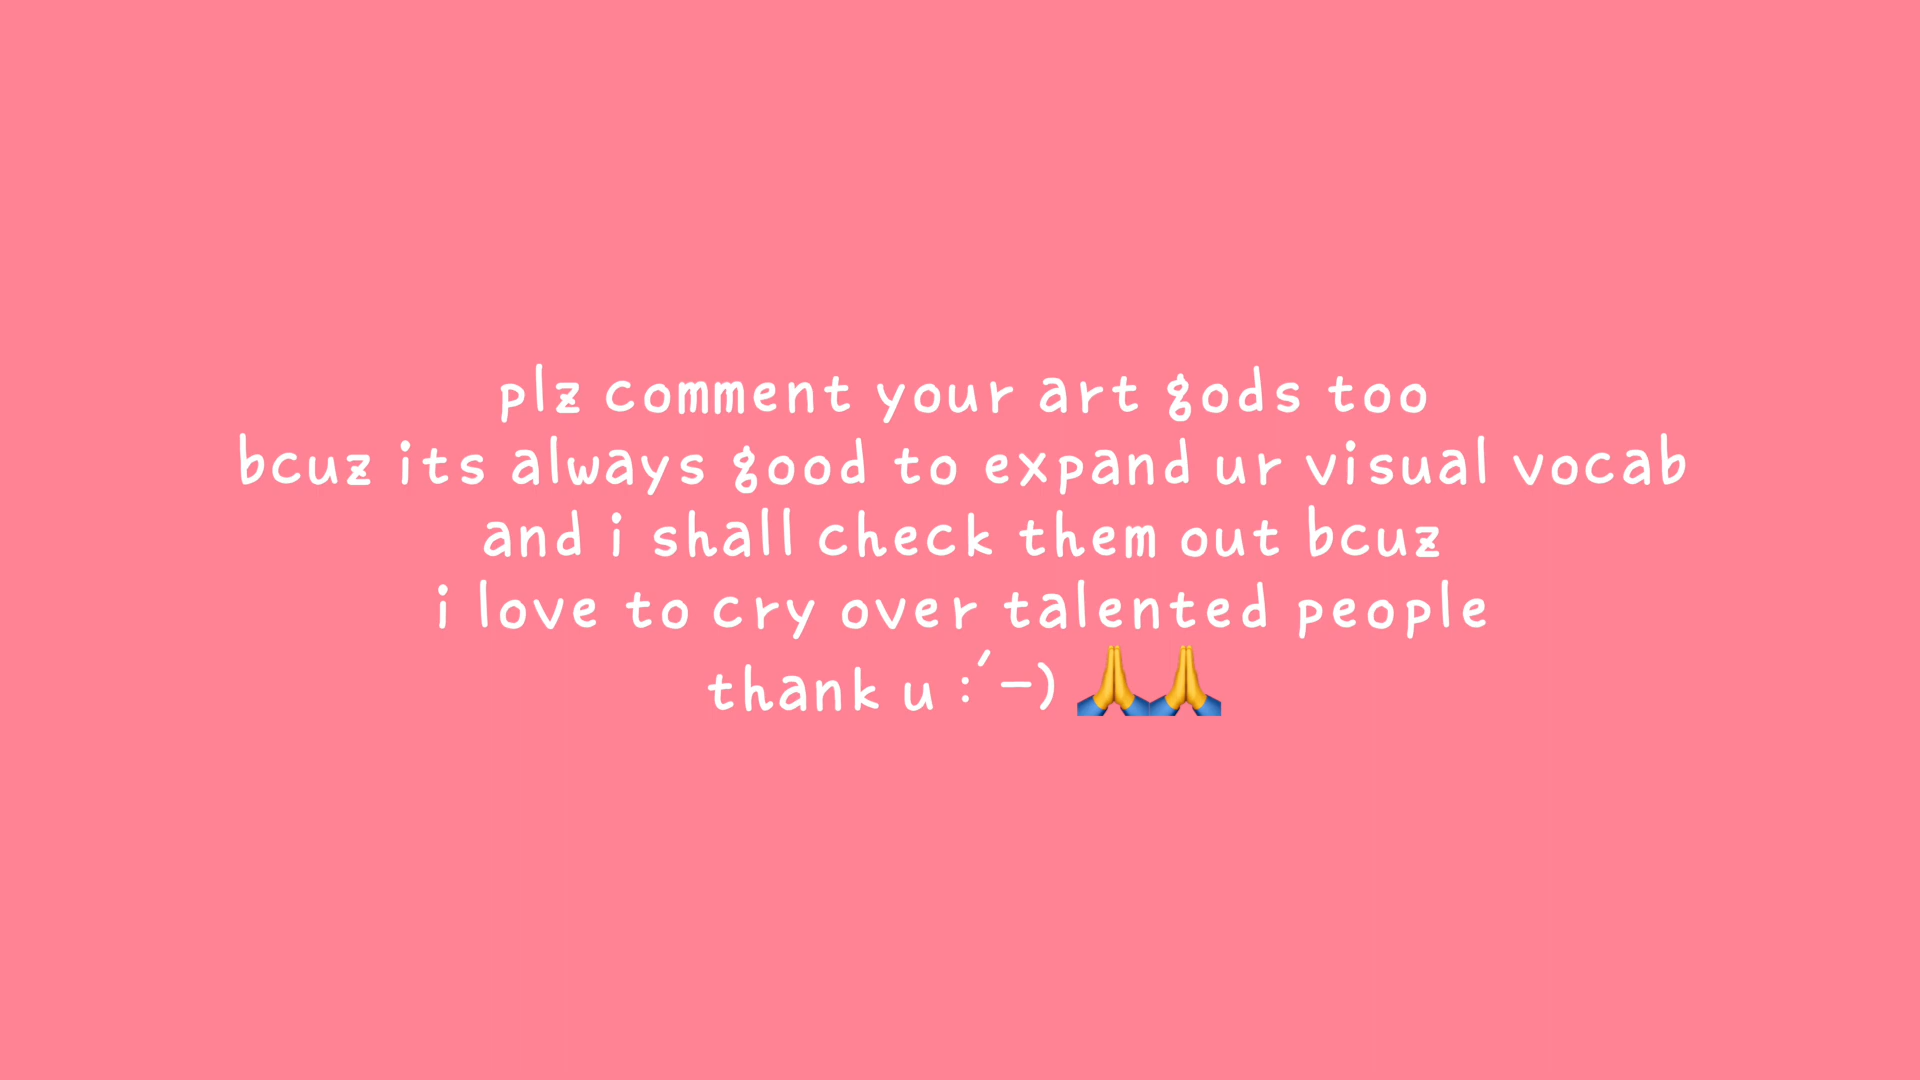 plz comment your art gods too
bcuz its always good to expand ur visual vocab
and i shall check them out bcuz
i love to cry over talented people
thank u :´-) 🙏🙏